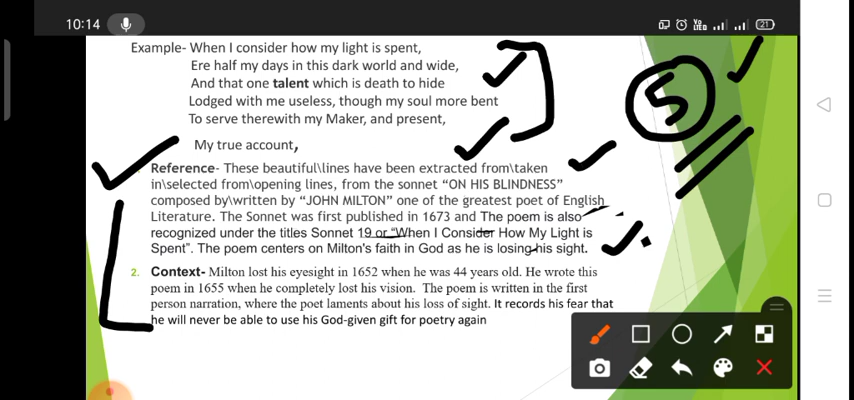 10:14
Vo
LTE
21
Example- When I consider how my light is spent,
Ere half my days in this dark world and wide,
And that one talent which is death to hide
Lodged with me useless, though my soul more bent
To serve therewith my Maker, and present,
My true account,
5
Reference- These beautiful\lines have been extracted from\taken
in\selected from\opening lines, from the sonnet “ON HIS BLINDNESS”
composed by\written by “JOHN MILTON” one of the greatest poet of English
Literature. The Sonnet was first published in 1673 and The poem is also
recognized under the titles Sonnet 19 or “When I Consider How My Light is
Spent”. The poem centers on Milton's faith in God as he is losing his sight.
2. Context- Milton lost his eyesight in 1652 when he was 44 years old. He wrote this
poem in 1655 when he completely lost his vision. The poem is written in the first
person narration, where the poet laments about his loss of sight. It records his fear that
he will never be able to use his God-given gift for poetry again